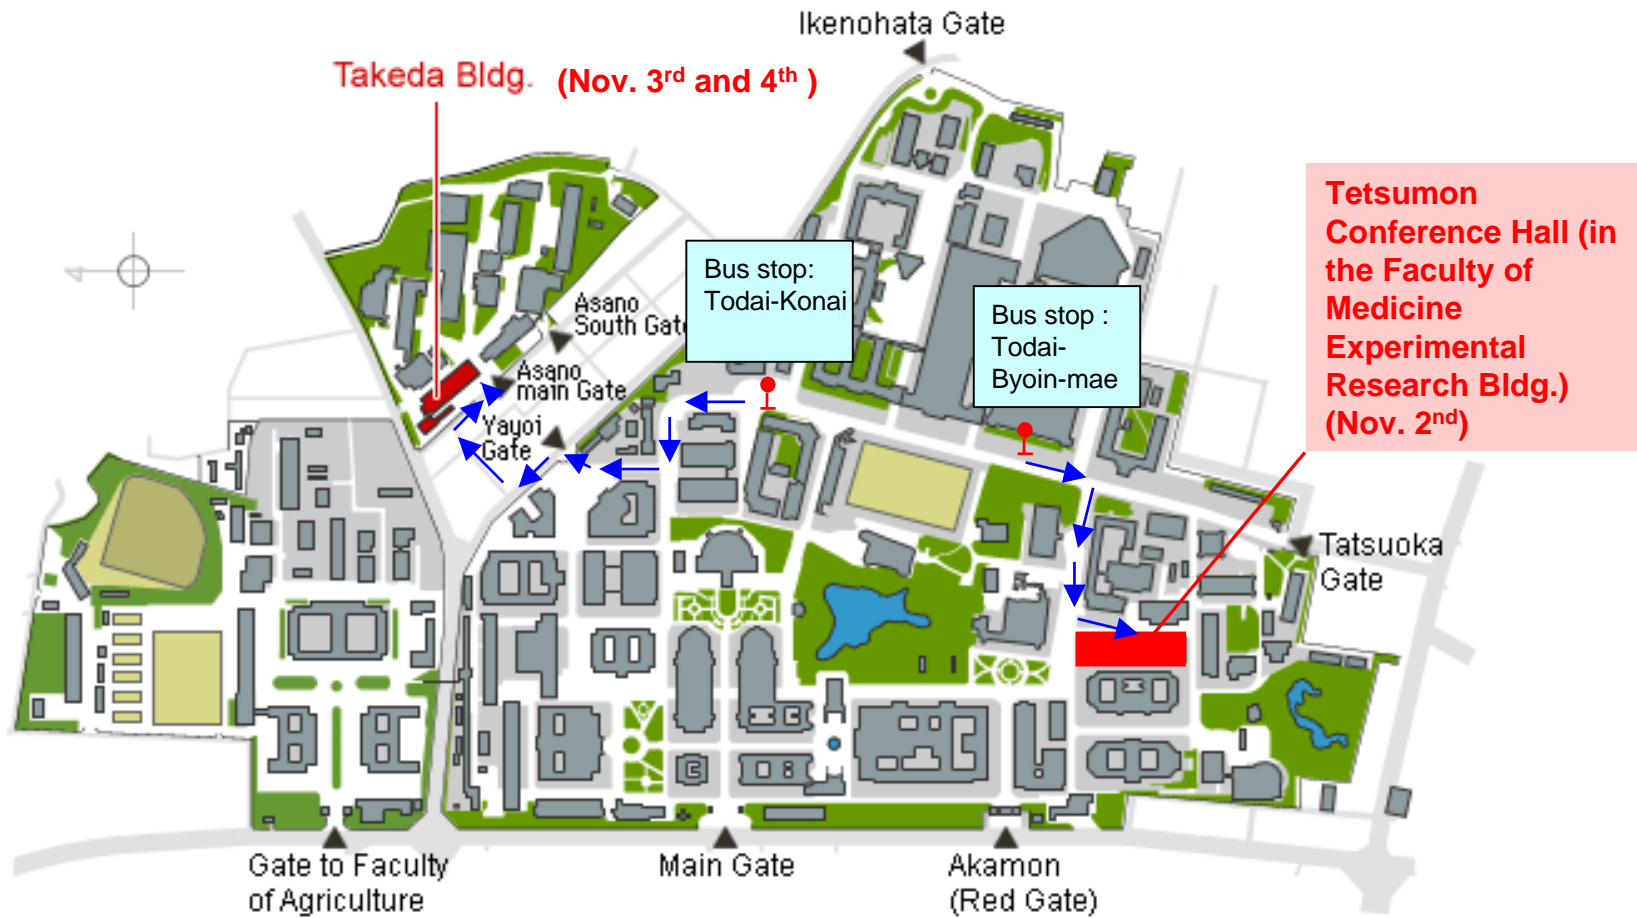 Ikenohata Gate
Takeda Bldg. (Nov. 3rd and 4th )
Tetsumon
Conference Hall (in
the Faculty of
Medicine
Experimental
Research Bldg.)
(Nov. 2nd)
Bus stop:
Todai-Konai
Bus stop :
Todai-
Byoin-mae
Asano
South Gate
Asano
main Gate
Yayoi
Gate
Tatsuoka
Gate
Gate to Faculty
of Agriculture
Main Gate
Akamon
(Red Gate)